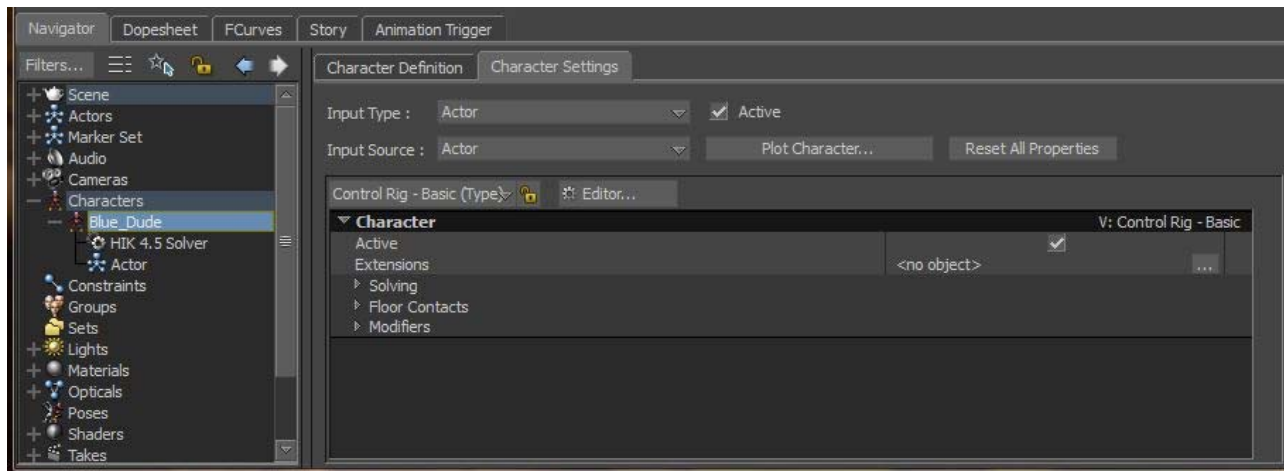 Navigator Dopesheet FCurves Story Animation Trigger
Filters...
Character Definition Character Settings
Scene
Actors
Marker Set
Audio
Cameras
Characters
Blue_Dude
HIK 4.5 Solver
Actor
Constraints
Groups
Sets
Lights
Materials
Opticals
Poses
Shaders
Takes
Input Type : Actor Active
Input Source : Actor Plot Character... Reset All Properties
Control Rig - Basic (Type) Editor...
Character V: Control Rig - Basic
Active
Extensions <no object> ...
Solving
Floor Contacts
Modifiers